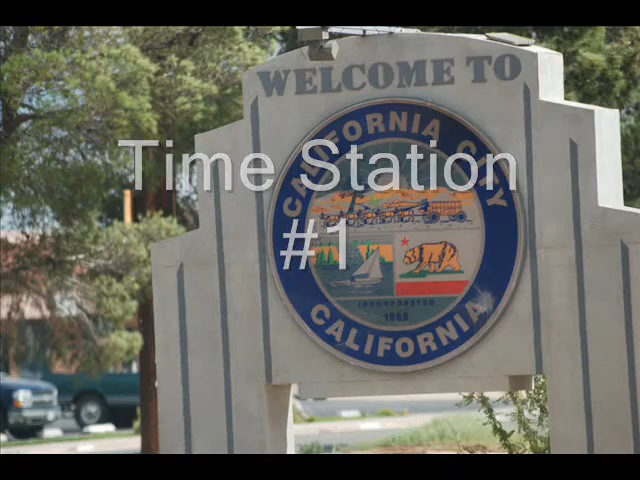 WELCOME TO
CALIFORNIA CITY
Time Station
#1
INCORPORATED
1965
CALIFORNIA